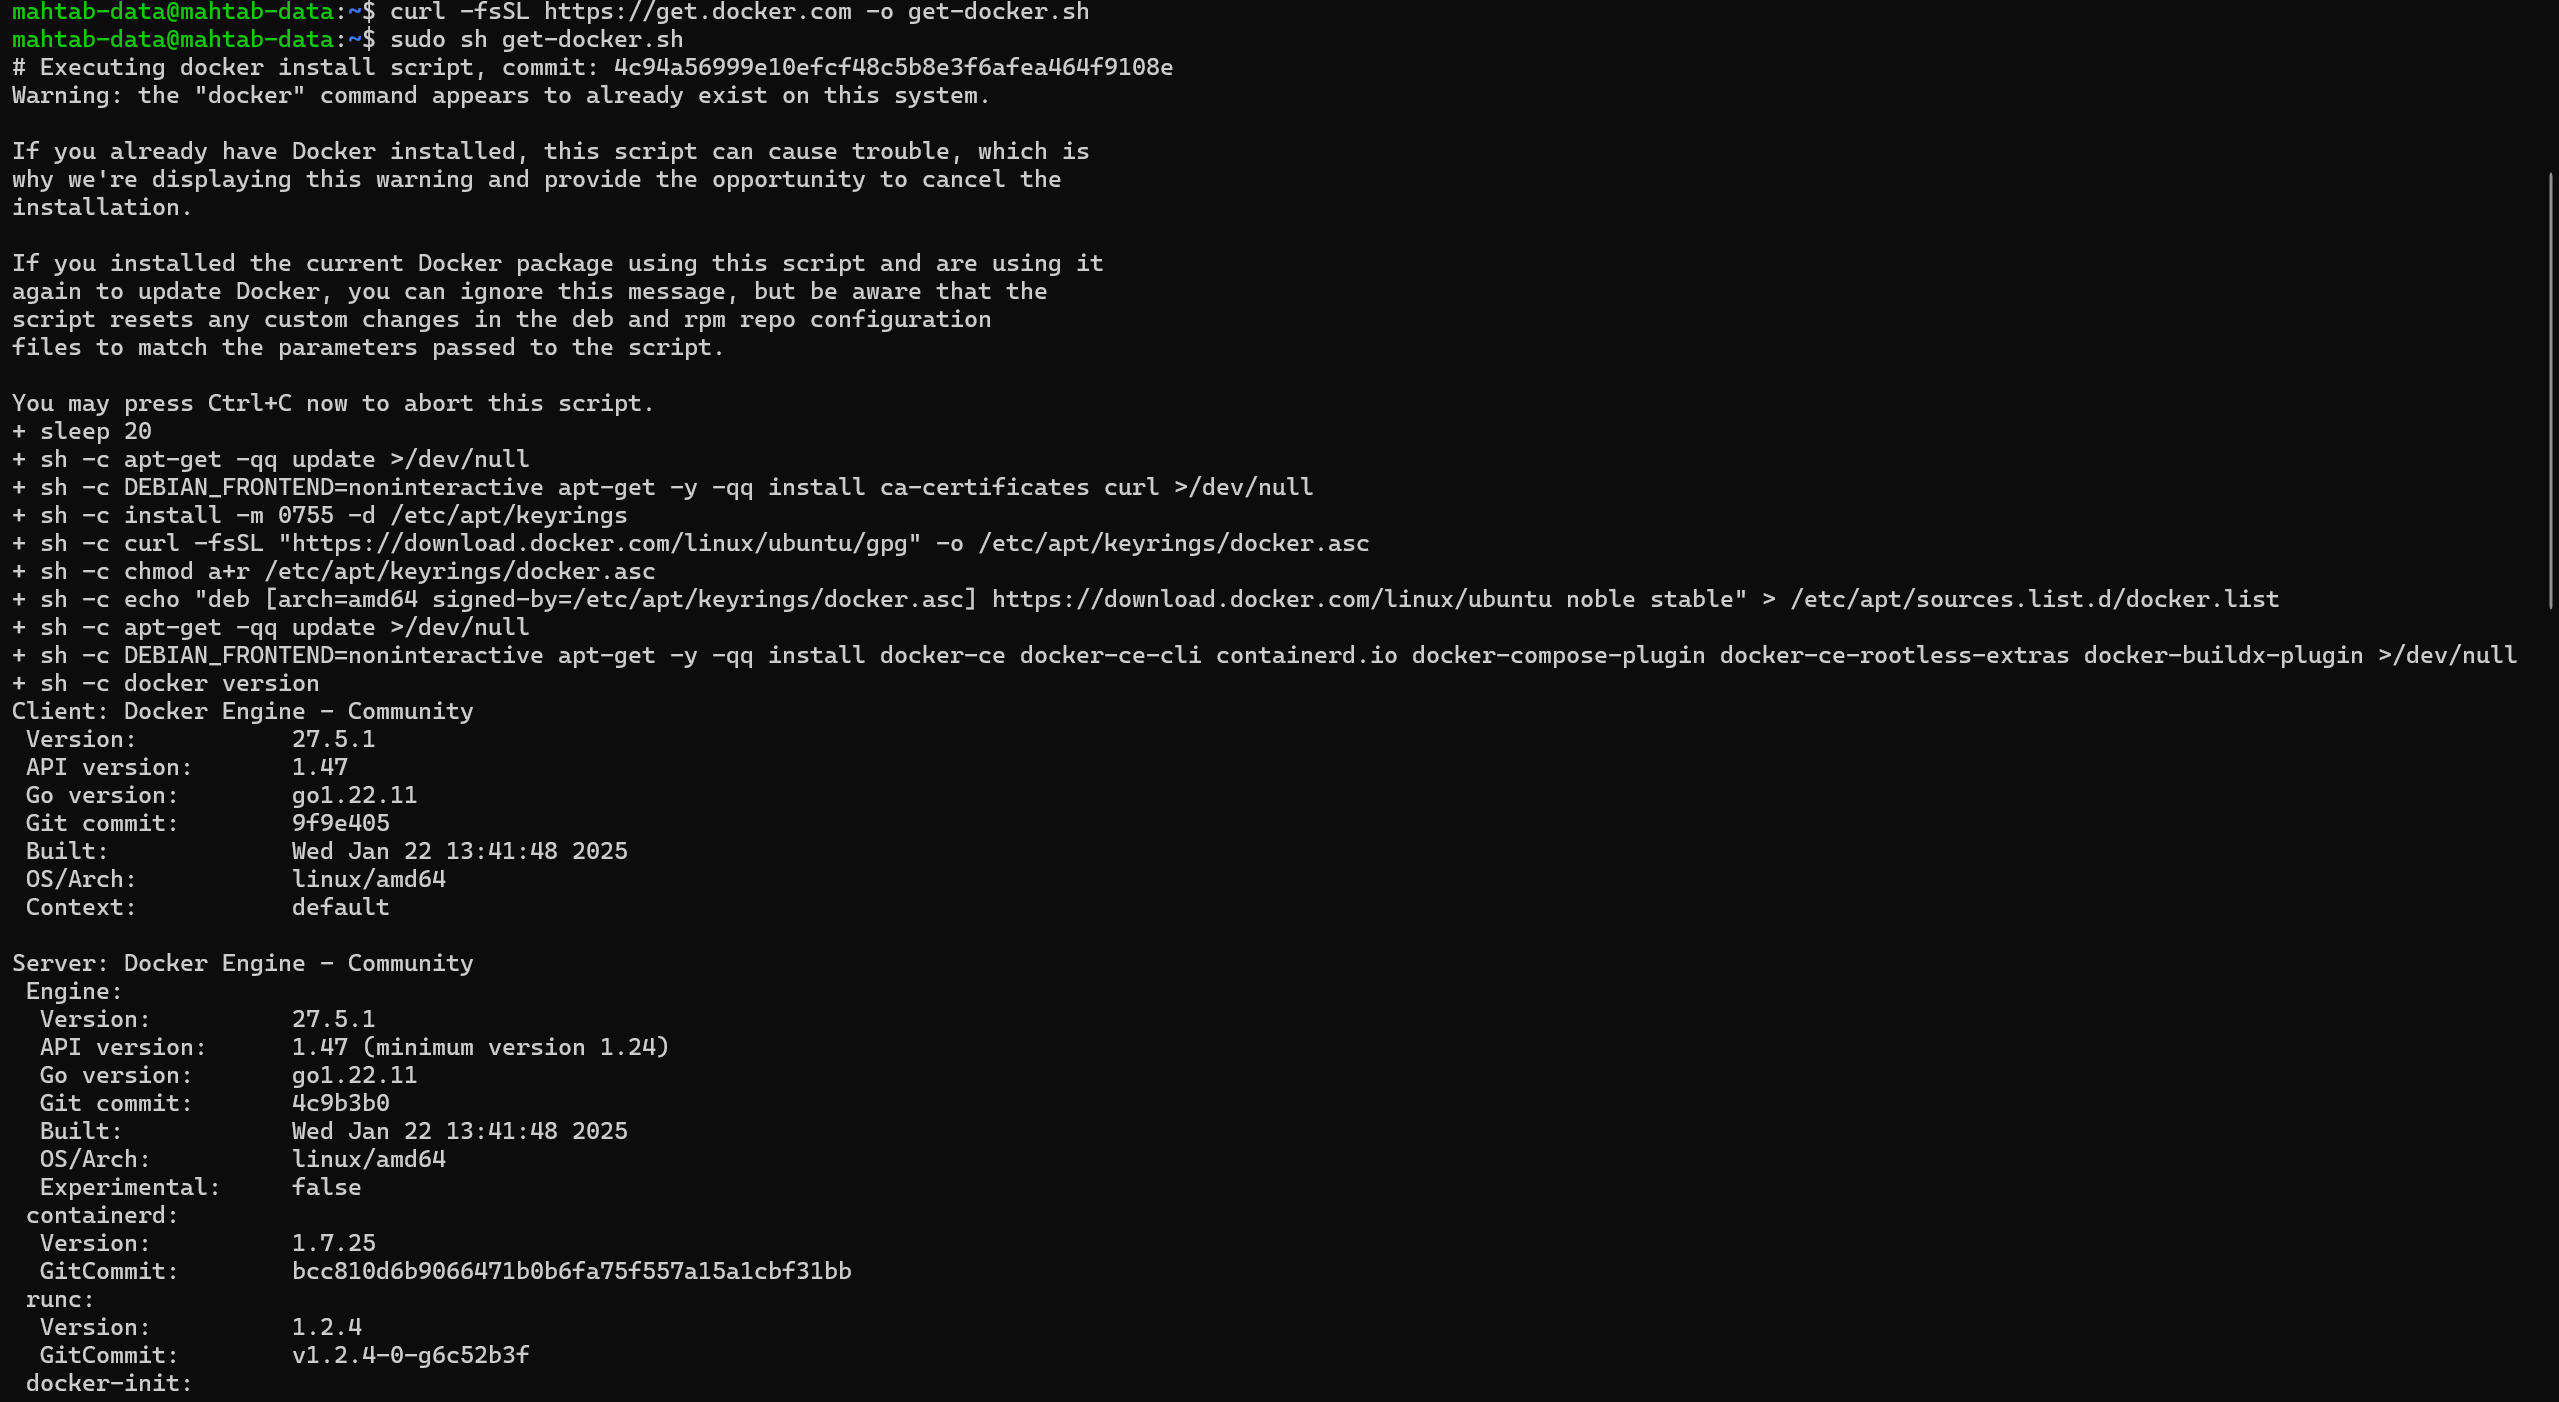 mahtab-data@mahtab-data:~$ curl -fsSL https://get.docker.com -o get-docker.sh
mahtab-data@mahtab-data:~$ sudo sh get-docker.sh
# Executing docker install script, commit: 4c94a56999e10efcf48c5b8e3f6afea464f9108e
Warning: the "docker" command appears to already exist on this system.

If you already have Docker installed, this script can cause trouble, which is
why we're displaying this warning and provide the opportunity to cancel the
installation.

If you installed the current Docker package using this script and are using it
again to update Docker, you can ignore this message, but be aware that the
script resets any custom changes in the deb and rpm repo configuration
files to match the parameters passed to the script.

You may press Ctrl+C now to abort this script.
+ sleep 20
+ sh -c apt-get -qq update >/dev/null
+ sh -c DEBIAN_FRONTEND=noninteractive apt-get -y -qq install ca-certificates curl >/dev/null
+ sh -c install -m 0755 -d /etc/apt/keyrings
+ sh -c curl -fsSL "https://download.docker.com/linux/ubuntu/gpg" -o /etc/apt/keyrings/docker.asc
+ sh -c chmod a+r /etc/apt/keyrings/docker.asc
+ sh -c echo "deb [arch=amd64 signed-by=/etc/apt/keyrings/docker.asc] https://download.docker.com/linux/ubuntu noble stable" > /etc/apt/sources.list.d/docker.list
+ sh -c apt-get -qq update >/dev/null
+ sh -c DEBIAN_FRONTEND=noninteractive apt-get -y -qq install docker-ce docker-ce-cli containerd.io docker-compose-plugin docker-ce-rootless-extras docker-buildx-plugin >/dev/null
+ sh -c docker version
Client: Docker Engine - Community
 Version:           27.5.1
 API version:       1.47
 Go version:        go1.22.11
 Git commit:        9f9e405
 Built:             Wed Jan 22 13:41:48 2025
 OS/Arch:           linux/amd64
 Context:           default

Server: Docker Engine - Community
 Engine:
  Version:          27.5.1
  API version:      1.47 (minimum version 1.24)
  Go version:       go1.22.11
  Git commit:       4c9b3b0
  Built:            Wed Jan 22 13:41:48 2025
  OS/Arch:          linux/amd64
  Experimental:     false
 containerd:
  Version:          1.7.25
  GitCommit:        bcc810d6b9066471b0b6fa75f557a15a1cbf31bb
 runc:
  Version:          1.2.4
  GitCommit:        v1.2.4-0-g6c52b3f
 docker-init: